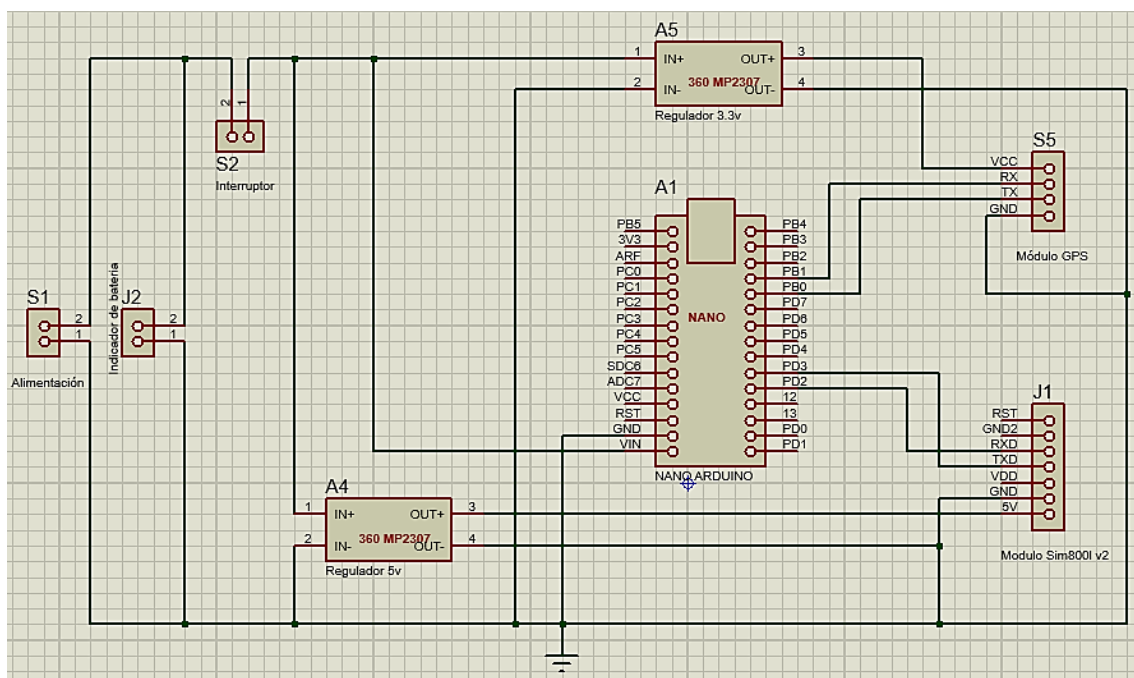 A5
1
IN+
OUT+
3
2
IN-
360 MP2307
OUT-
4
Regulador 3.3v
2
1
S2
Interruptor
S5
VCC
RX
TX
GND
Módulo GPS
A1
PB5
3V3
ARF
PC0
PC1
PC2
PC3
PC4
PC5
SDC6
ADC7
VCC
RST
GND
VIN
NANO
PB4
PB3
PB2
PB1
PB0
PD7
PD6
PD5
PD4
PD3
PD2
12
13
PD0
PD1
NANO ARDUINO
S1
2
1
Alimentación
J2
2
1
Indicador de bateria
J1
RST
GND2
RXD
TXD
VDD
GND
5V
Modulo Sim800l v2
A4
1
IN+
OUT+
3
2
IN-
360 MP2307
OUT-
4
Regulador 5v